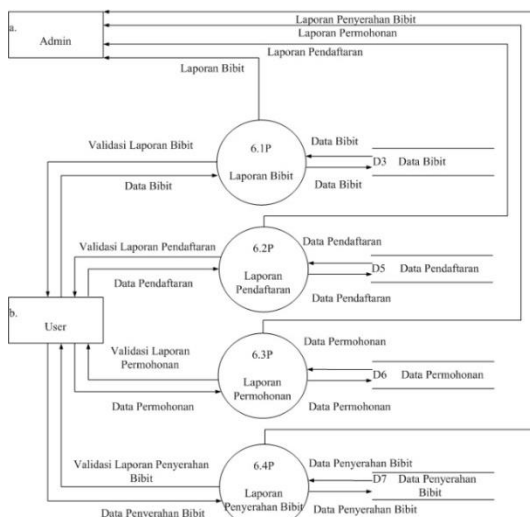 Laporan Penyerahan Bibit
Laporan Permohonan
Laporan Pendaftaran
Laporan Bibit
a.
Admin
Validasi Laporan Bibit
Data Bibit
6.1P
Laporan Bibit
Data Bibit
D3 Data Bibit
Data Bibit
Validasi Laporan Pendaftaran
Data Pendaftaran
6.2P
Laporan
Pendaftaran
Data Pendaftaran
D5 Data Pendaftaran
Data Pendaftaran
b.
User
Validasi Laporan
Permohonan
Data Permohonan
6.3P
Laporan
Permohonan
Data Permohonan
D6 Data Permohonan
Data Permohonan
Validasi Laporan Penyerahan
Bibit
Data Penyerahan Bibit
6.4P
Laporan
Penyerahan Bibit
Data Penyerahan Bibit
D7 Data Penyerahan
Bibit
Data Penyerahan Bibit